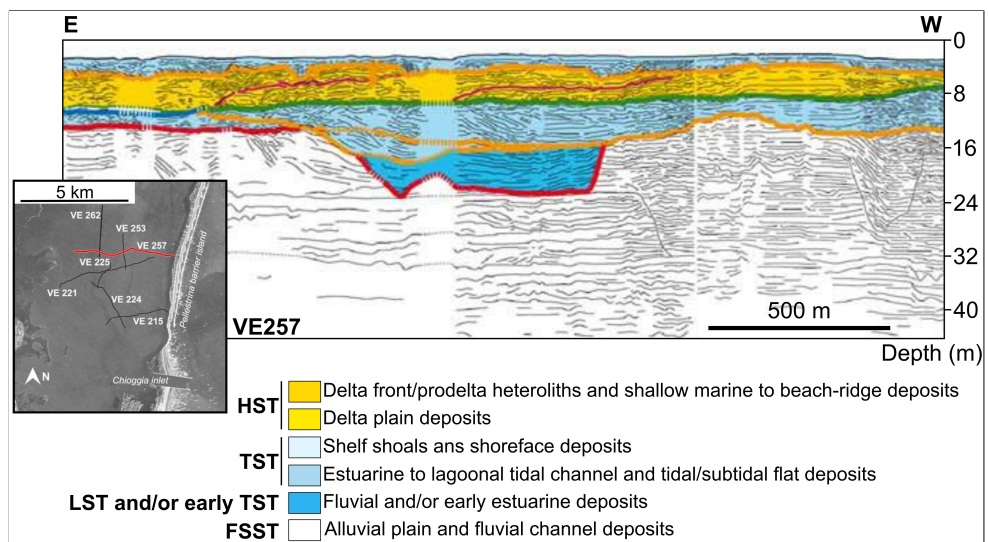 E
W
0
8
16
24
32
40
500 m
VE257
Depth (m)
5 km
VE 262
VE 253
VE 257
VE 225
VE 221
VE 224
VE 215
Pellestrina barrier island
Chioggia inlet
N
HST
Delta front/prodelta heteroliths and shallow marine to beach-ridge deposits
Delta plain deposits
TST
Shelf shoals ans shoreface deposits
Estuarine to lagoonal tidal channel and tidal/subtidal flat deposits
LST and/or early TST
Fluvial and/or early estuarine deposits
FSST
Alluvial plain and fluvial channel deposits